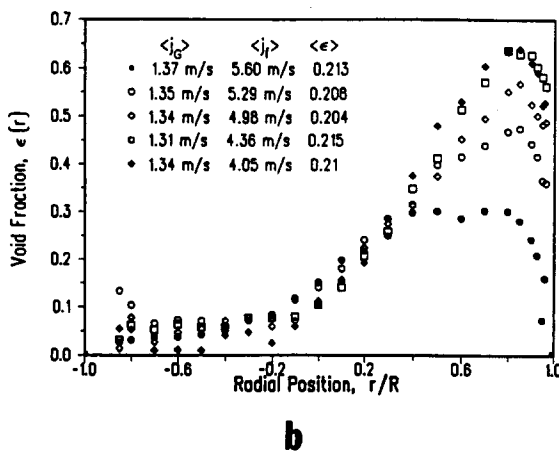 <j_G> <j_f> <ε>
1.37 m/s 5.60 m/s 0.213
1.35 m/s 5.29 m/s 0.208
1.34 m/s 4.98 m/s 0.204
1.31 m/s 4.36 m/s 0.215
1.34 m/s 4.05 m/s 0.21
Void Fraction, ε(r)
0.7
0.6
0.5
0.4
0.3
0.2
0.1
0.0
-1.0 -0.6 -0.2 0.2 0.6 1.0
Radial Position, r/R
b